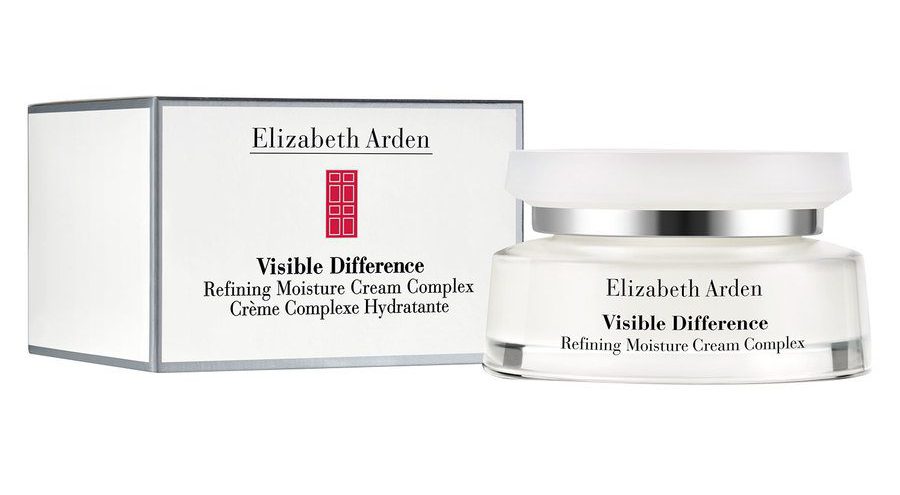 Elizabeth Arden
Visible Difference
Refining Moisture Cream Complex
Crème Complexe Hydratante
Elizabeth Arden
Visible Difference
Refining Moisture Cream Complex